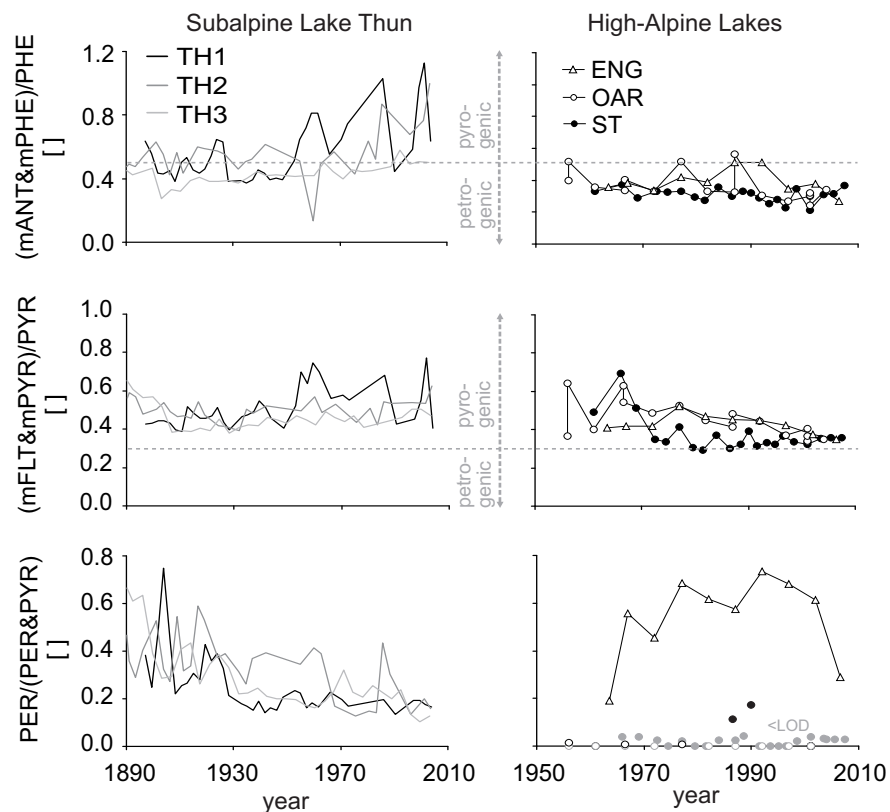 Subalpine Lake Thun
High-Alpine Lakes
(mANT&mPHE)/PHE
[ ]
1.2
0.8
0.4
0.0
TH1
TH2
TH3
pyro-
genic
petro-
genic
ENG
OAR
ST
1890 1930 1970 2010
(mFLT&mPYR)/PYR
[ ]
1.0
0.8
0.6
0.4
0.2
0.0
pyro-
genic
petro-
genic
PER/(PER&PYR)
[ ]
0.8
0.6
0.4
0.2
0.0
<LOD
1950 1970 1990 2010
year
year